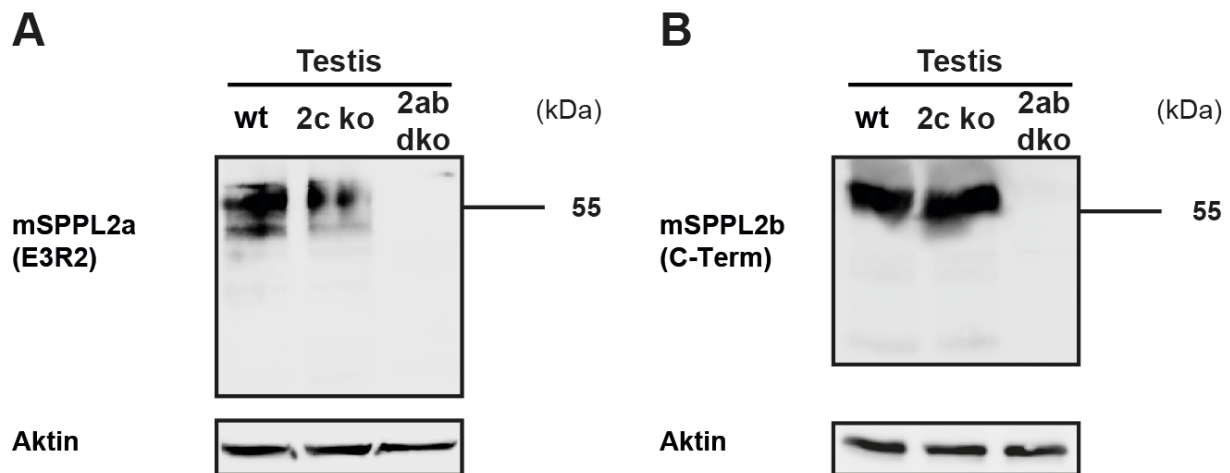 A
Testis
wt 2c ko 2ab dko
(kDa)
mSPPL2a
(E3R2)
55
Aktin
B
Testis
wt 2c ko 2ab dko
(kDa)
mSPPL2b
(C-Term)
55
Aktin